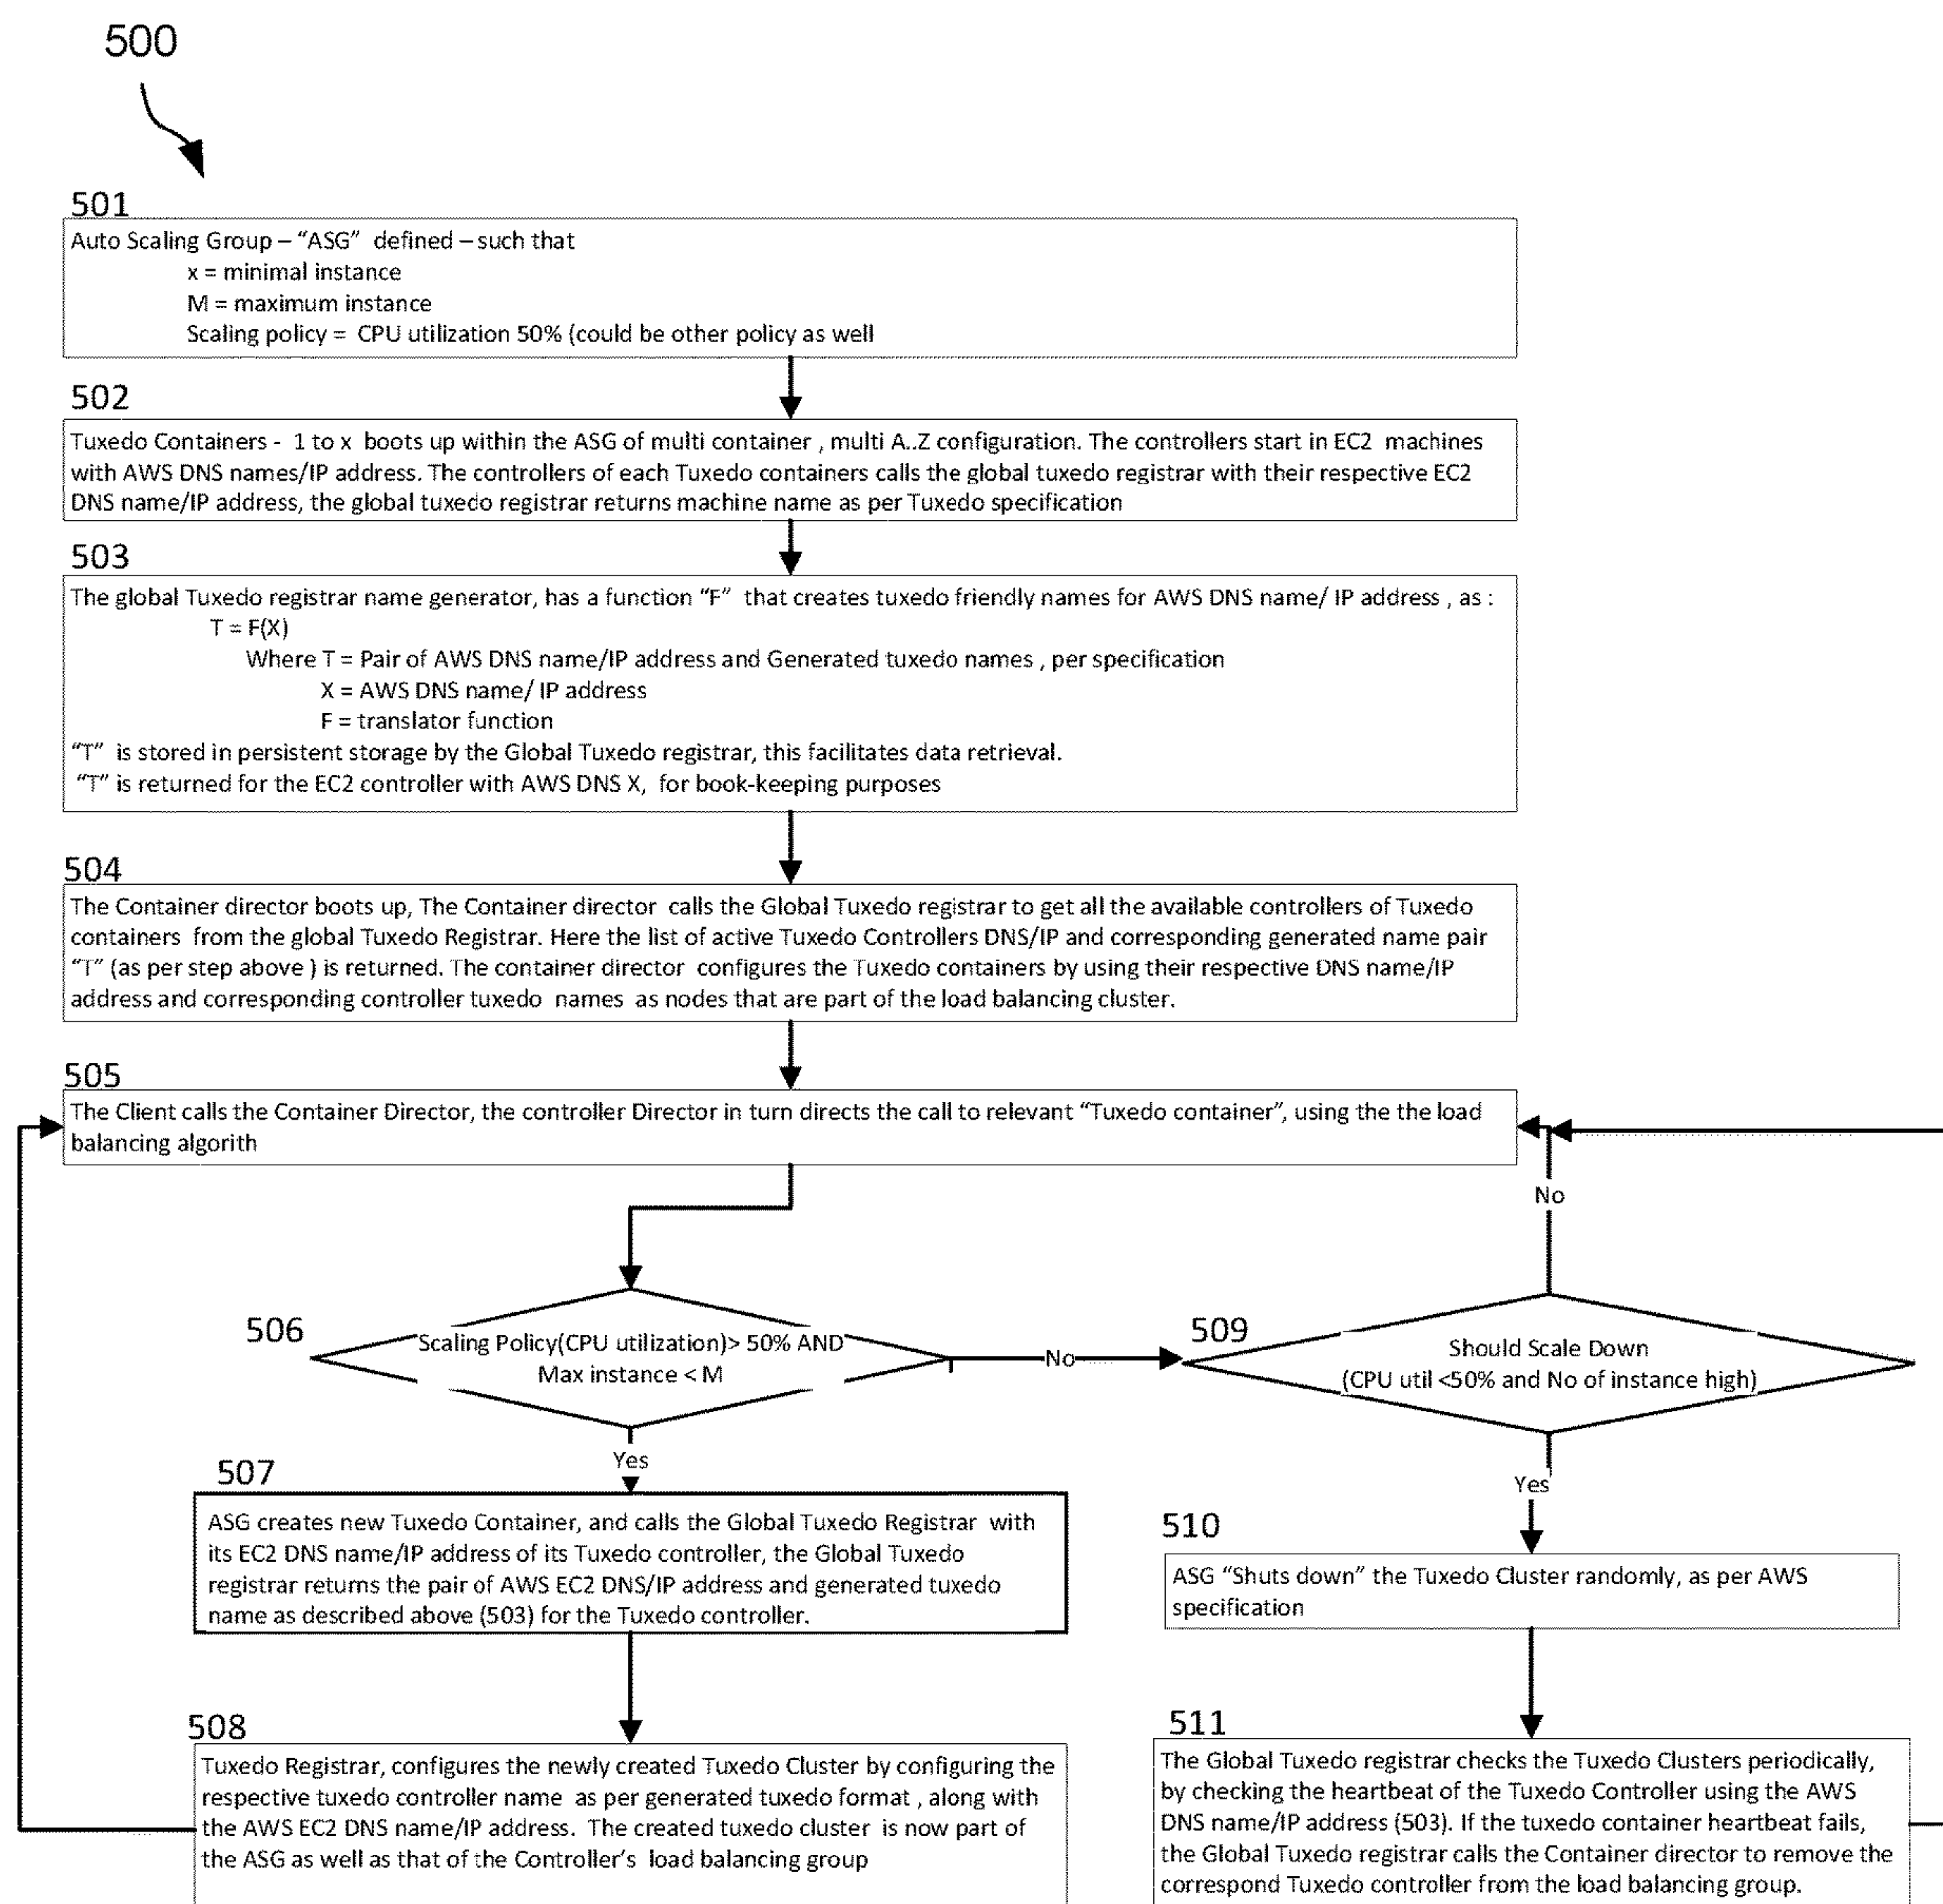 500
501
Auto Scaling Group – “ASG” defined – such that
x = minimal instance
M = maximum instance
Scaling policy = CPU utilization 50% (could be other policy as well
502
Tuxedo Containers - 1 to x boots up within the ASG of multi container , multi A..Z configuration. The controllers start in EC2 machines
with AWS DNS names/IP address. The controllers of each Tuxedo containers calls the global tuxedo registrar with their respective EC2
DNS name/IP address, the global tuxedo registrar returns machine name as per Tuxedo specification
503
The global Tuxedo registrar name generator, has a function “F” that creates tuxedo friendly names for AWS DNS name/ IP address , as :
T = F(X)
Where T = Pair of AWS DNS name/IP address and Generated tuxedo names , per specification
X = AWS DNS name/ IP address
F = translator function
“T” is stored in persistent storage by the Global Tuxedo registrar, this facilitates data retrieval.
“T” is returned for the EC2 controller with AWS DNS X, for book-keeping purposes
504
The Container director boots up, The Container director calls the Global Tuxedo registrar to get all the available controllers of Tuxedo
containers from the global Tuxedo Registrar. Here the list of active Tuxedo Controllers DNS/IP and corresponding generated name pair
“T” (as per step above ) is returned. The container director configures the Tuxedo containers by using their respective DNS name/IP
address and corresponding controller tuxedo names as nodes that are part of the load balancing cluster.
505
The Client calls the Container Director, the controller Director in turn directs the call to relevant “Tuxedo container”, using the the load
balancing algorith
No
506
Scaling Policy(CPU utilization)> 50% AND
Max instance < M
No
509
Should Scale Down
(CPU util <50% and No of instance high)
Yes
Yes
507
ASG creates new Tuxedo Container, and calls the Global Tuxedo Registrar with
its EC2 DNS name/IP address of its Tuxedo controller, the Global Tuxedo
registrar returns the pair of AWS EC2 DNS/IP address and generated tuxedo
name as described above (503) for the Tuxedo controller.
510
ASG “Shuts down” the Tuxedo Cluster randomly, as per AWS
specification
508
Tuxedo Registrar, configures the newly created Tuxedo Cluster by configuring the
respective tuxedo controller name as per generated tuxedo format , along with
the AWS EC2 DNS name/IP address. The created tuxedo cluster is now part of
the ASG as well as that of the Controller’s load balancing group
511
The Global Tuxedo registrar checks the Tuxedo Clusters periodically,
by checking the heartbeat of the Tuxedo Controller using the AWS
DNS name/IP address (503). If the tuxedo container heartbeat fails,
the Global Tuxedo registrar calls the Container director to remove the
correspond Tuxedo controller from the load balancing group.